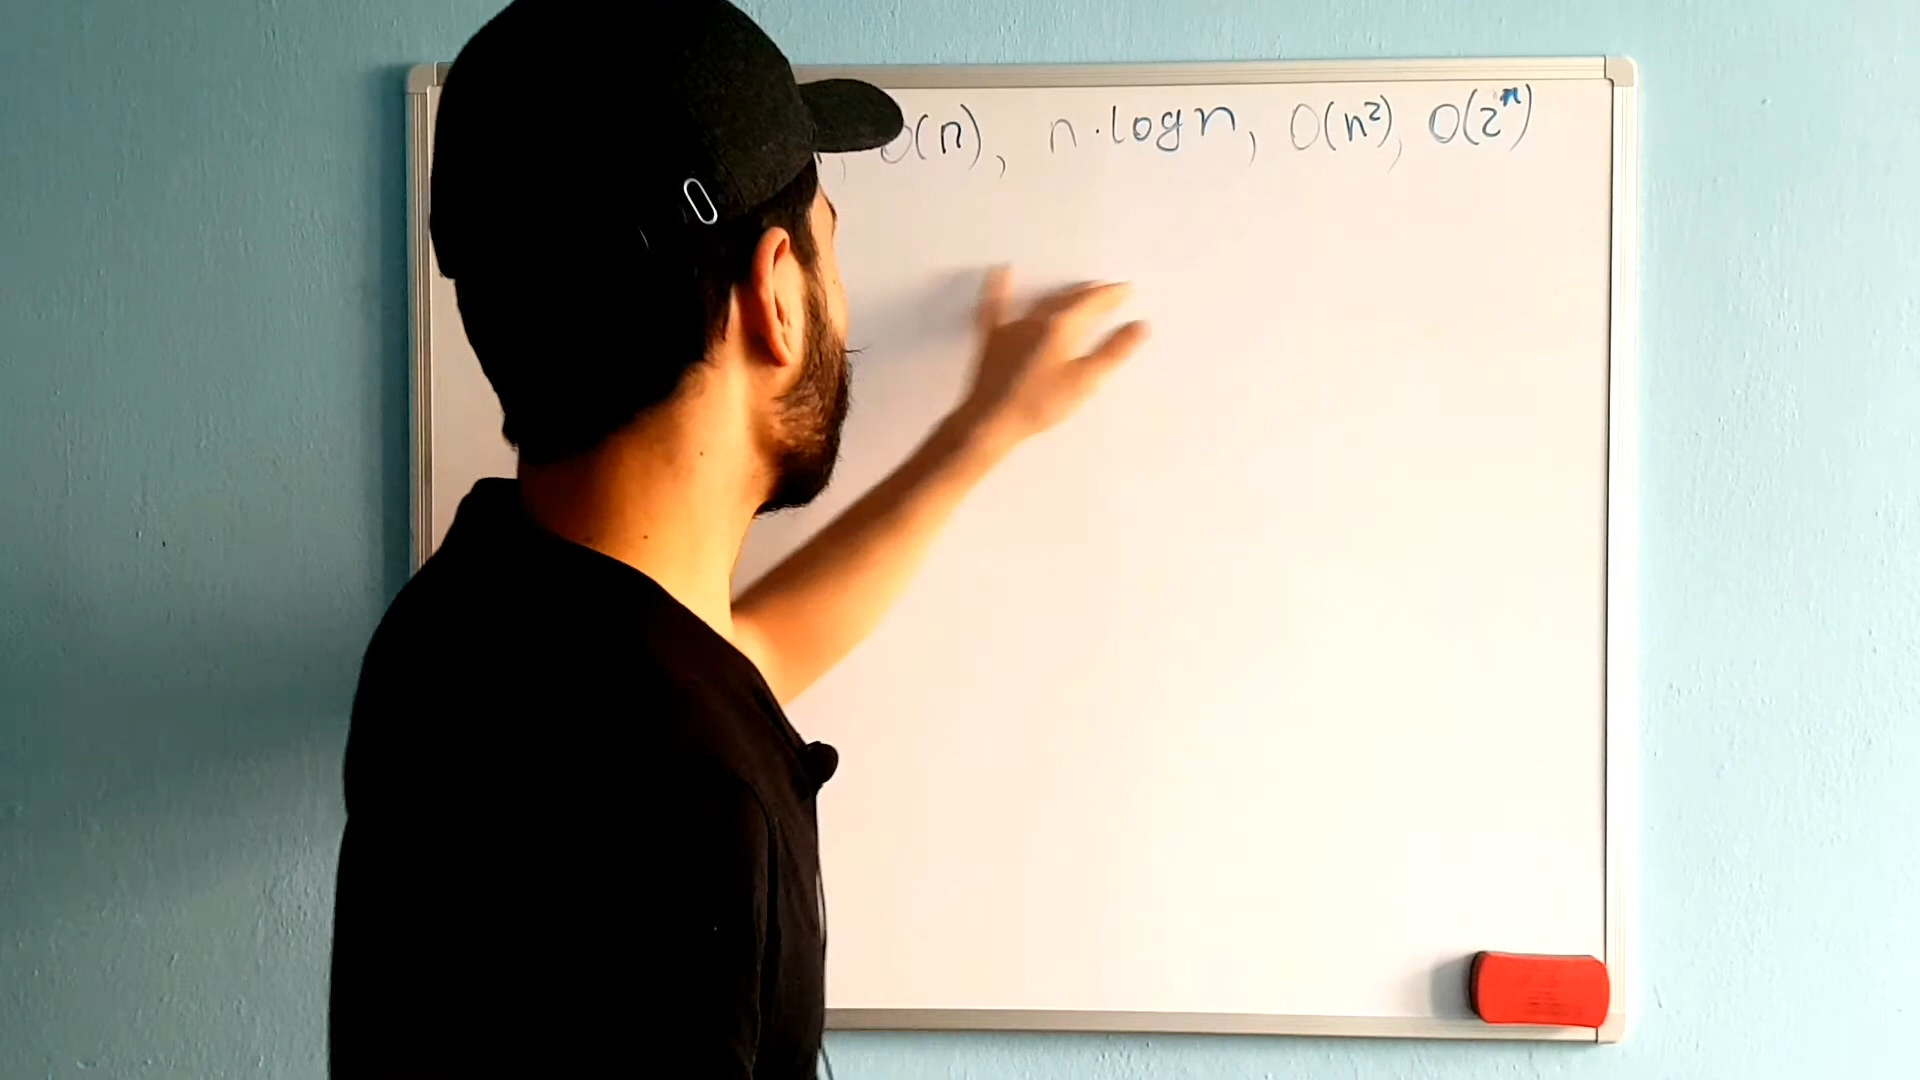 O(n), n·logn, O(n²), O(2ⁿ)